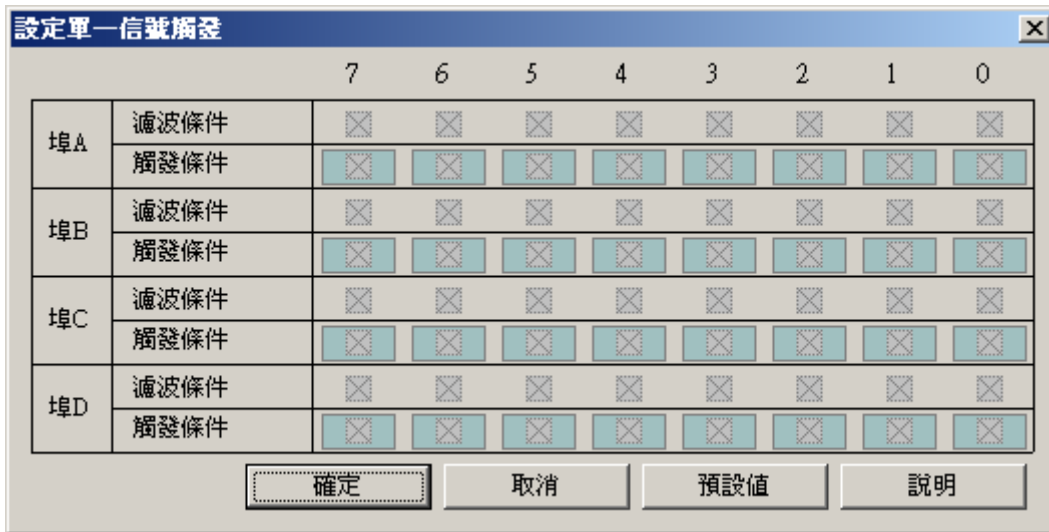 設定單一信號觸發
7 6 5 4 3 2 1 0
埠A
濾波條件
觸發條件
埠B
濾波條件
觸發條件
埠C
濾波條件
觸發條件
埠D
濾波條件
觸發條件
確定 取消 預設值 說明